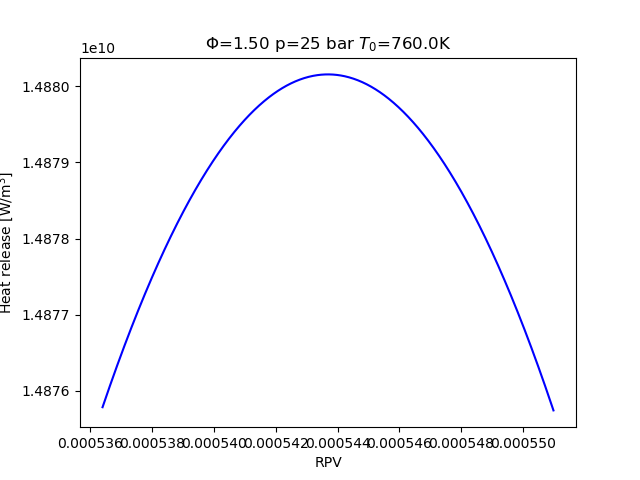 Φ=1.50 p=25 bar T₀=760.0K
1e10
1.4880
1.4879
1.4878
1.4877
1.4876
Heat release [W/m³]
0.000536 0.000538 0.000540 0.000542 0.000544 0.000546 0.000548 0.000550
RPV